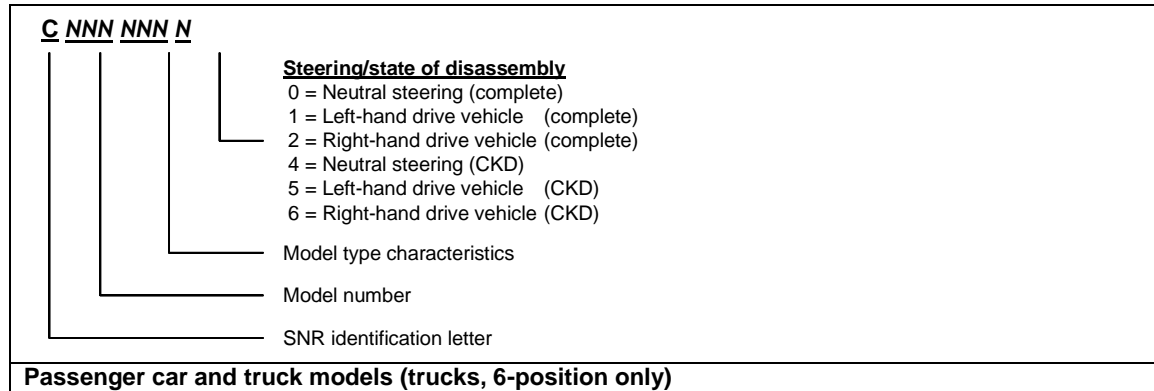 C NNN NNN N
Steering/state of disassembly
0 = Neutral steering (complete)
1 = Left-hand drive vehicle (complete)
2 = Right-hand drive vehicle (complete)
4 = Neutral steering (CKD)
5 = Left-hand drive vehicle (CKD)
6 = Right-hand drive vehicle (CKD)
Model type characteristics
Model number
SNR identification letter
Passenger car and truck models (trucks, 6-position only)